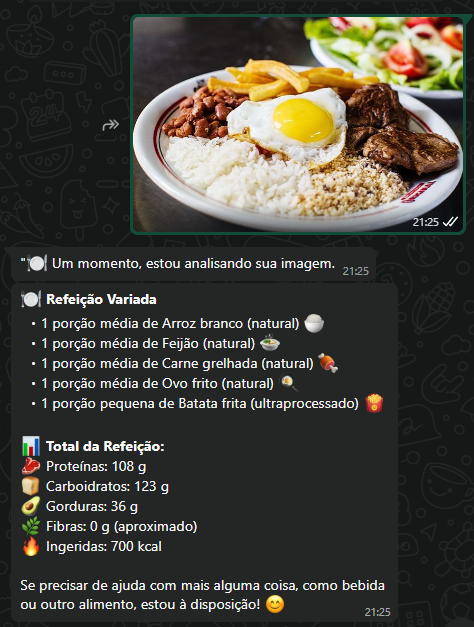 21:25
"🍽️ Um momento, estou analisando sua imagem. 21:25
🍽️ Refeição Variada
• 1 porção média de Arroz branco (natural) 🍚
• 1 porção média de Feijão (natural) 🍲
• 1 porção média de Carne grelhada (natural) 🍖
• 1 porção média de Ovo frito (natural) 🍳
• 1 porção pequena de Batata frita (ultraprocessado) 🍟
📊 Total da Refeição:
🥩 Proteínas: 108 g
🍞 Carboidratos: 123 g
🥑 Gorduras: 36 g
🌿 Fibras: 0 g (aproximado)
🔥 Ingeridas: 700 kcal
Se precisar de ajuda com mais alguma coisa, como bebida
ou outro alimento, estou à disposição! 😊
21:25